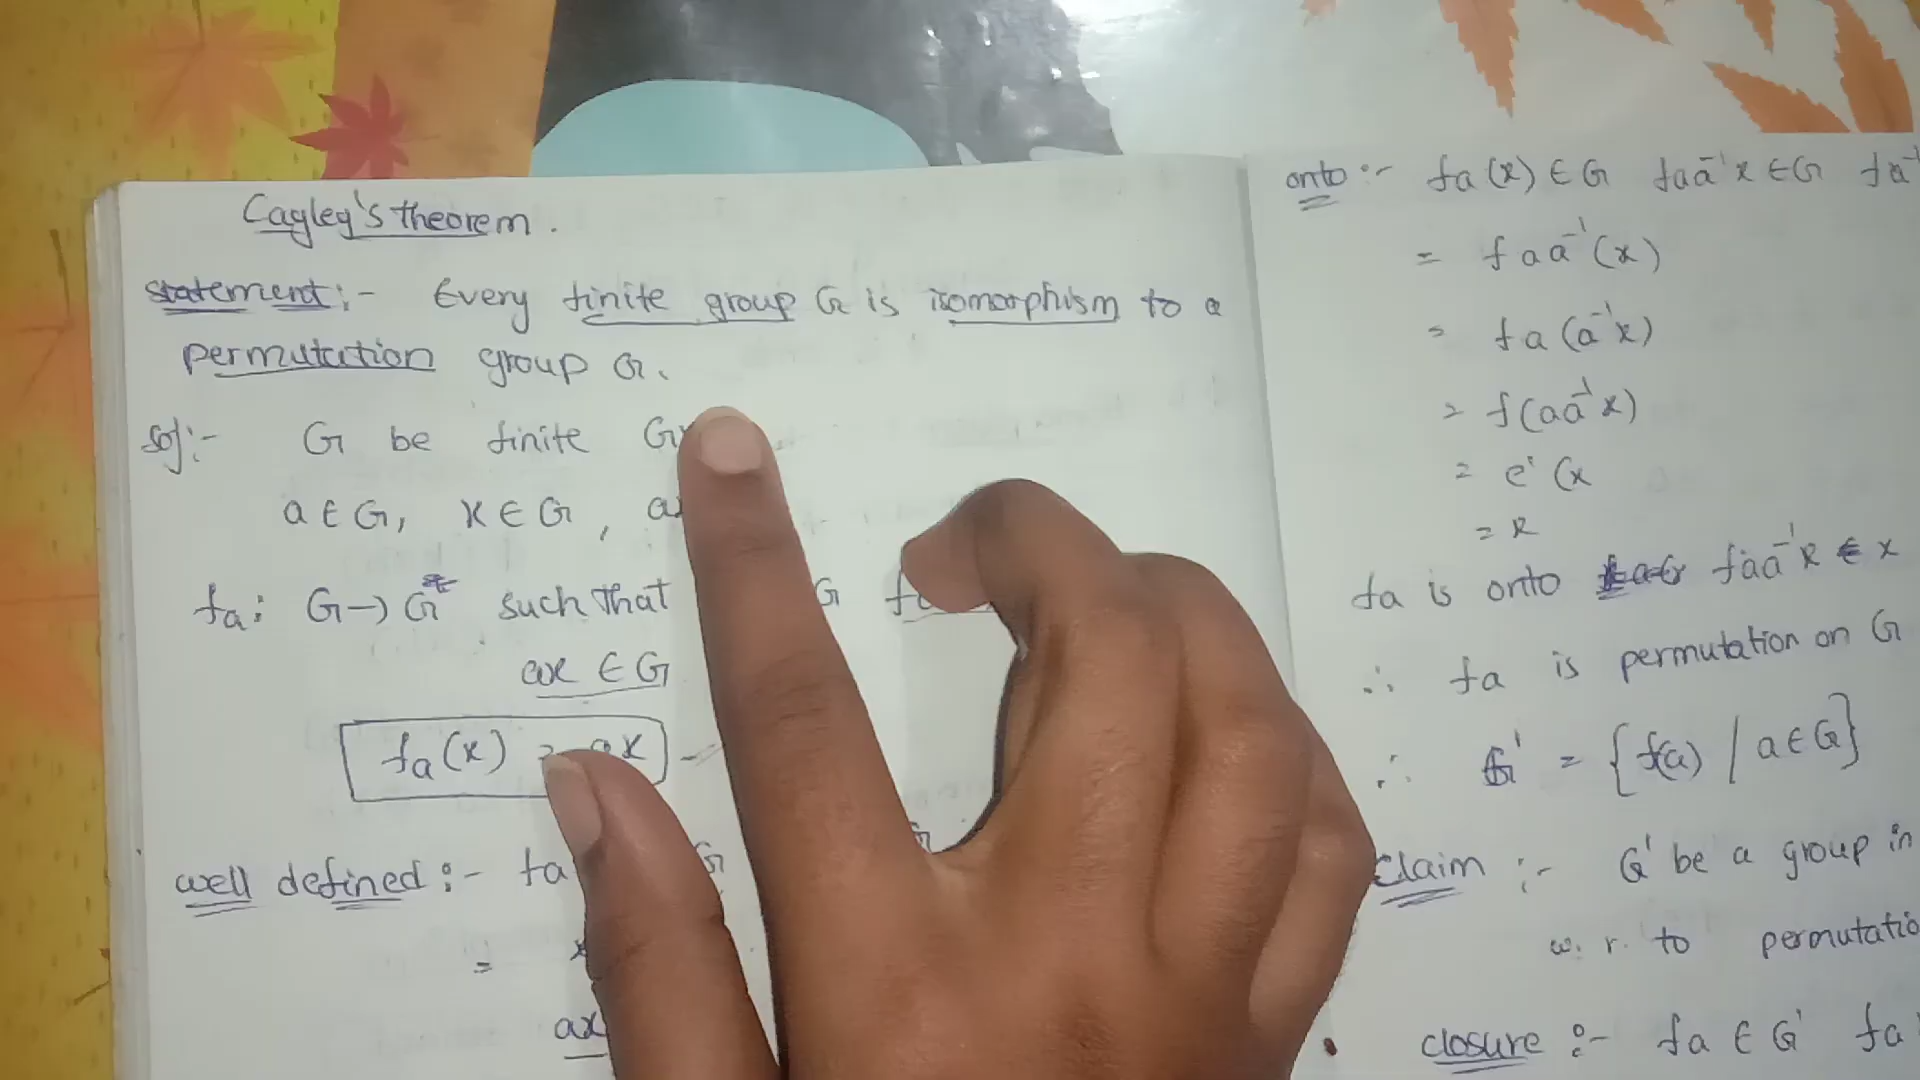 Cayley's theorem.
statement:- Every finite group G is isomorphism to a
permutation group G.
Sol:- G be finite
a ∈ G, x ∈ G,
fa: G → G such that G
ax ∈ G
fa(x) = ax
well defined:- fa G
=
ax
onto:- fa(x) ∈ G faa⁻¹x ∈ G
= faa⁻¹(x)
= fa(a⁻¹x)
= f(aa⁻¹x)
= e'(x
= x
fa is onto faa⁻¹x ∈ x
∴ fa is permutation on G
∴ G' = {f(a) / a ∈ G}
Claim:- G' be a group in
w.r. to
closure:- fa ∈ G' fa